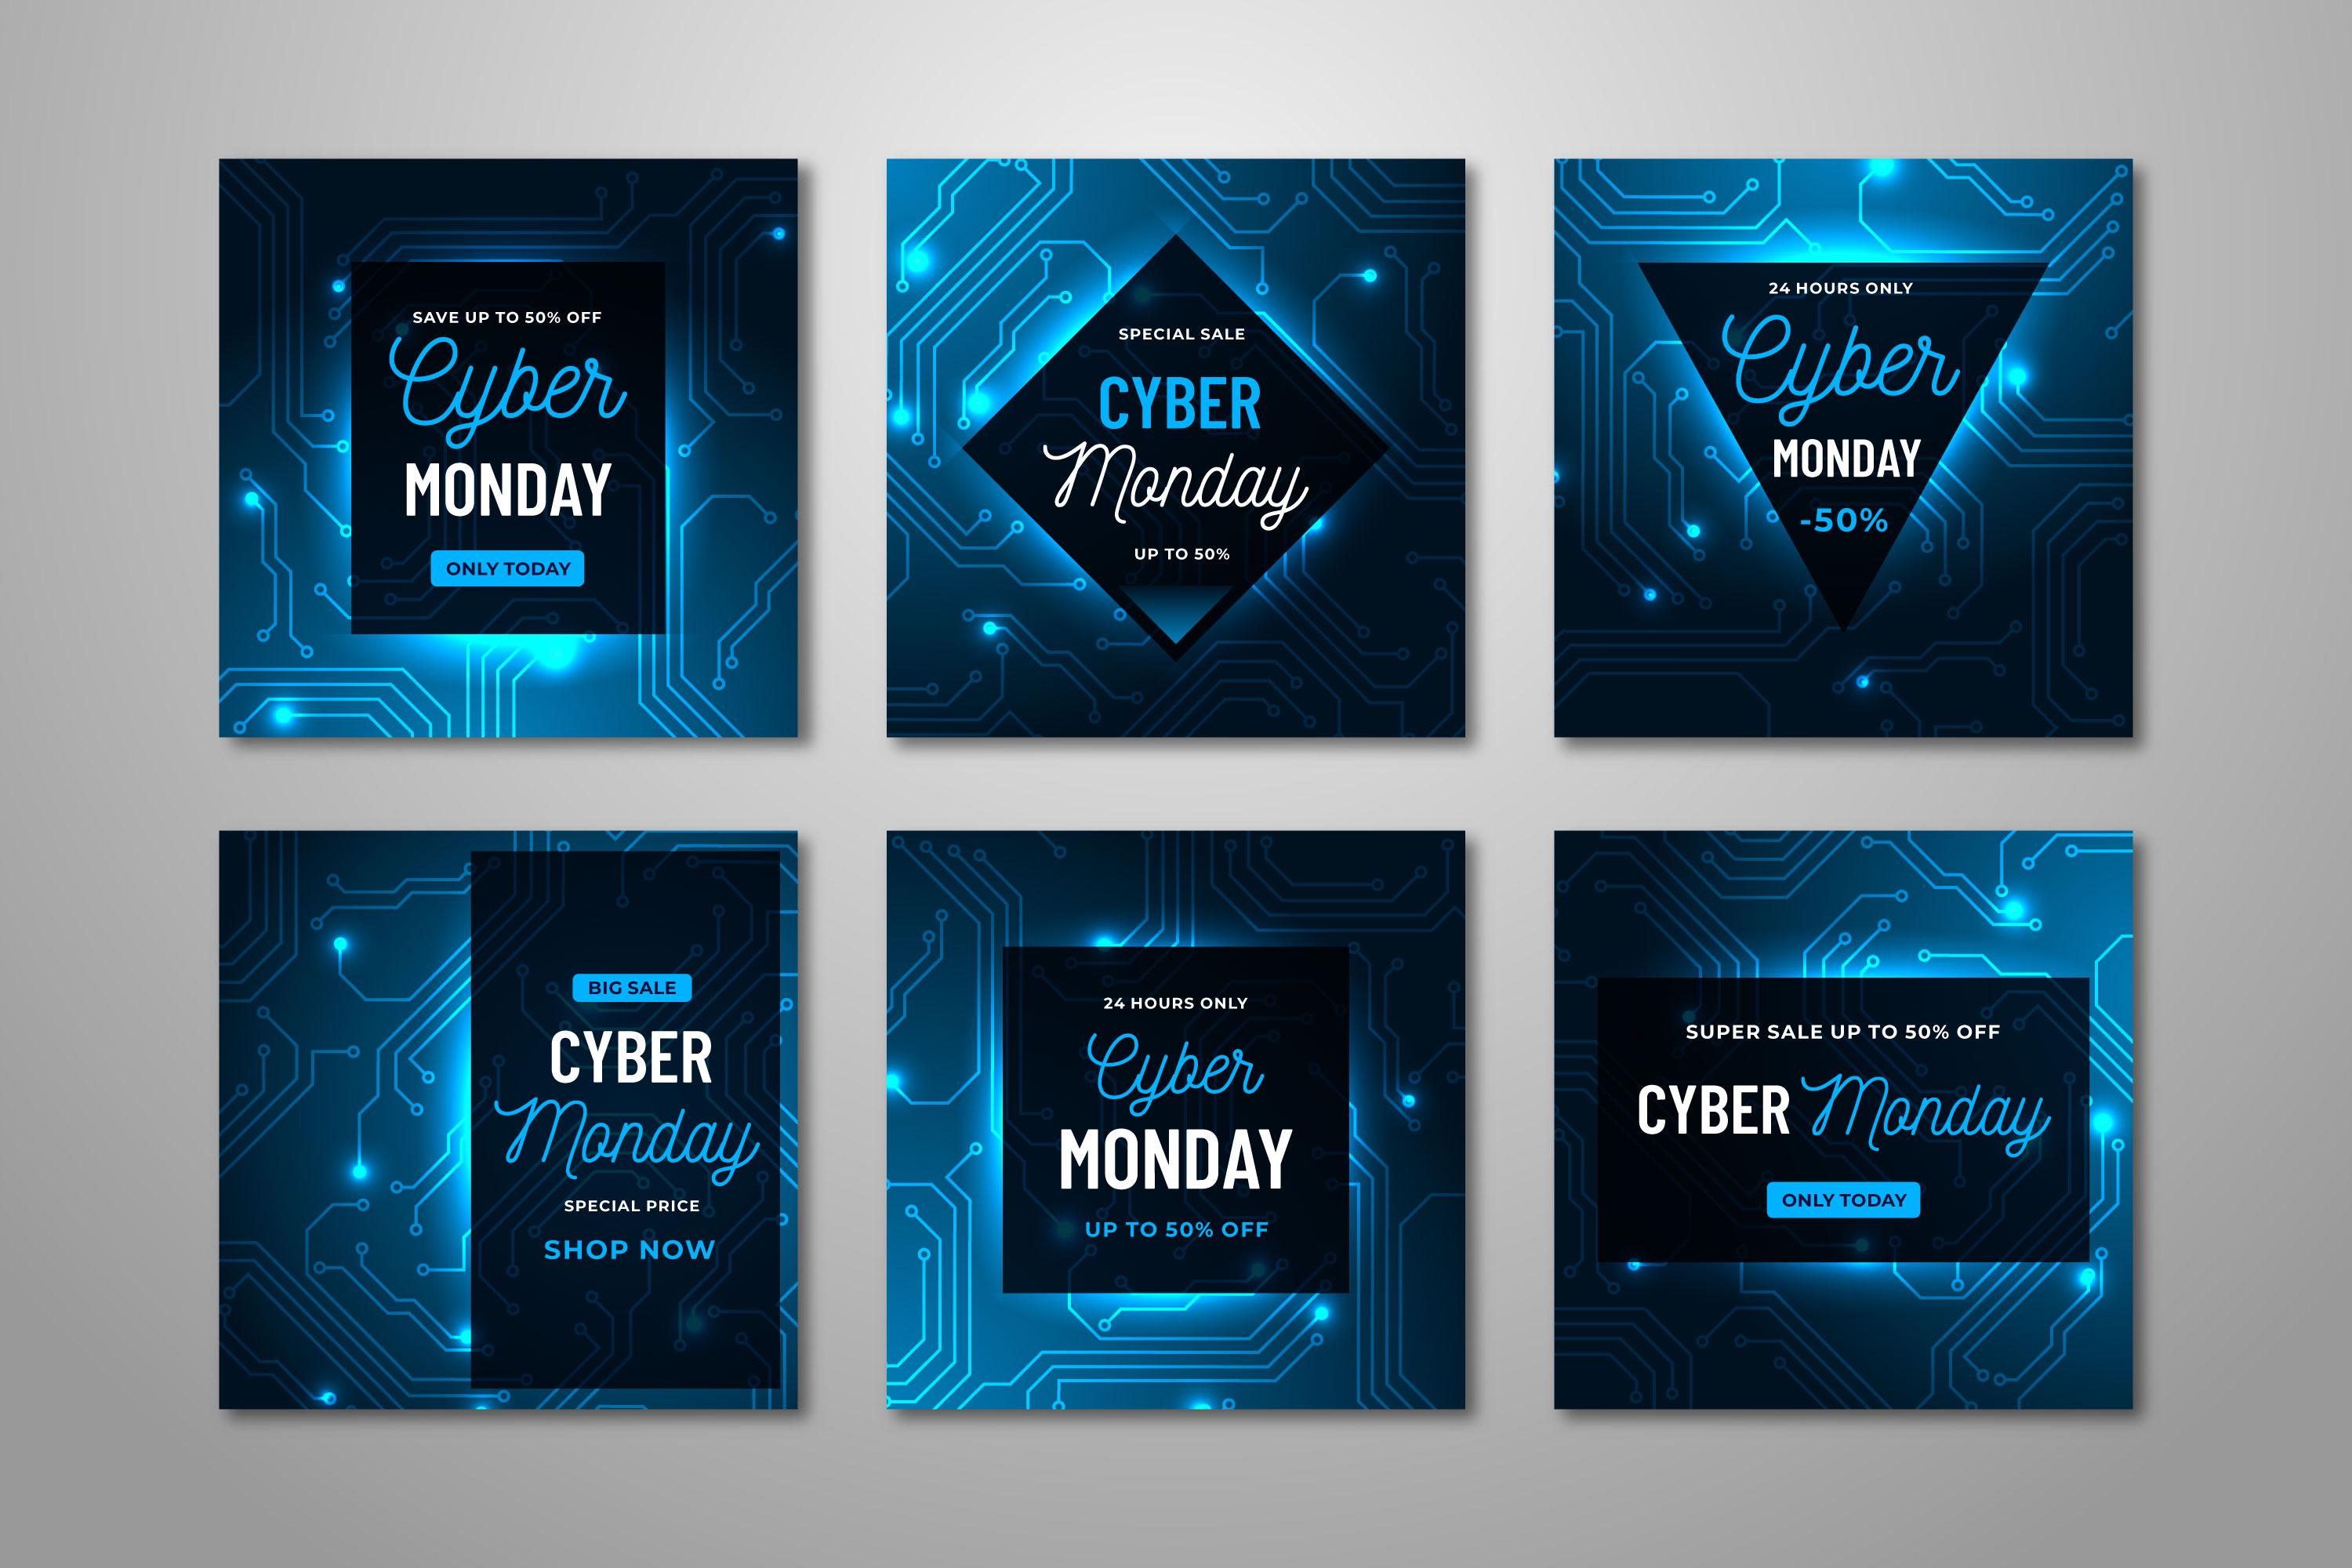 SAVE UP TO 50% OFF
Cyber
MONDAY
ONLY TODAY
SPECIAL SALE
CYBER
Monday
UP TO 50%
24 HOURS ONLY
Cyber
MONDAY
-50%
BIG SALE
CYBER
Monday
SPECIAL PRICE
SHOP NOW
24 HOURS ONLY
Cyber
MONDAY
UP TO 50% OFF
SUPER SALE UP TO 50% OFF
CYBER Monday
ONLY TODAY